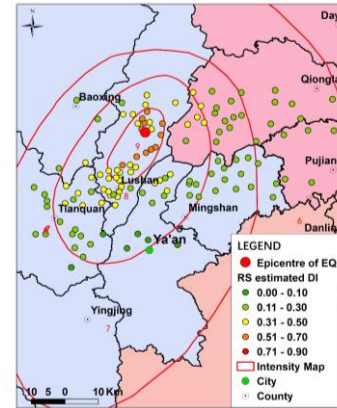 N
Day
Baoxing
Qiongla
9
Pujian
Lushan
8
Tianquan
Mingshan
6
Danlin
Ya'an
LEGEND
Epicentre of EQ
RS estimated DI
0.00 - 0.10
0.11 - 0.30
0.31 - 0.50
0.51 - 0.70
0.71 - 0.90
Intensity Map
City
County
Yingjing
7
10 5 0 10 Km